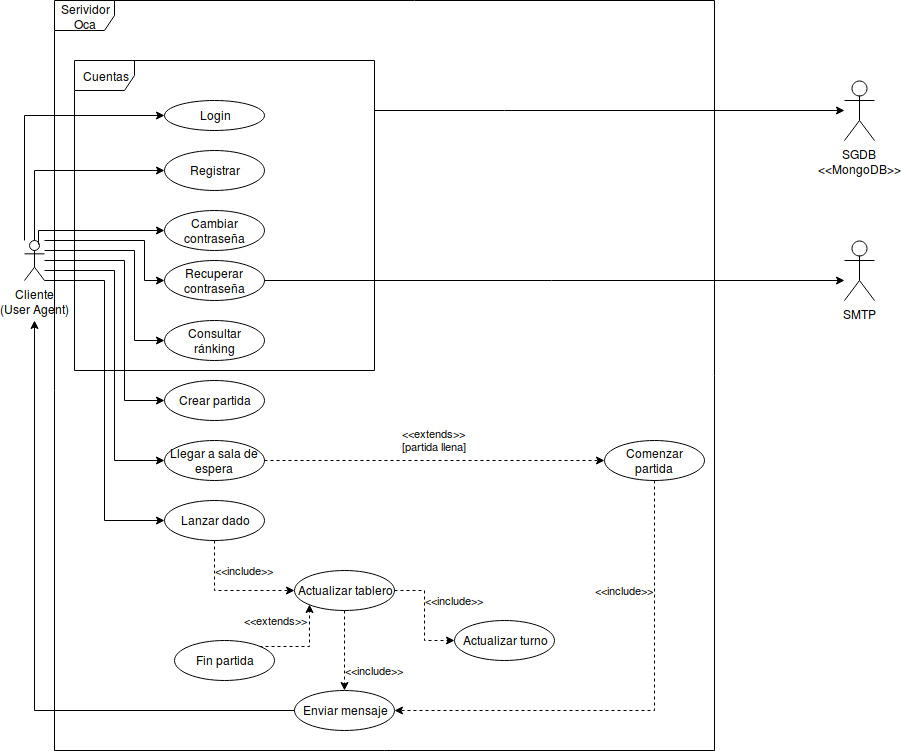 Serividor
Oca
Cuentas
Login
Registrar
Cambiar
contraseña
Recuperar
contraseña
Consultar
ránking
Crear partida
Llegar a sala de
espera
Lanzar dado
Cliente
(User Agent)
SGDB
<<MongoDB>>
SMTP
<<extends>>
[partida llena]
Comenzar
partida
<<include>>
Actualizar tablero
<<include>>
<<include>>
<<extends>>
Actualizar turno
Fin partida
<<include>>
Enviar mensaje